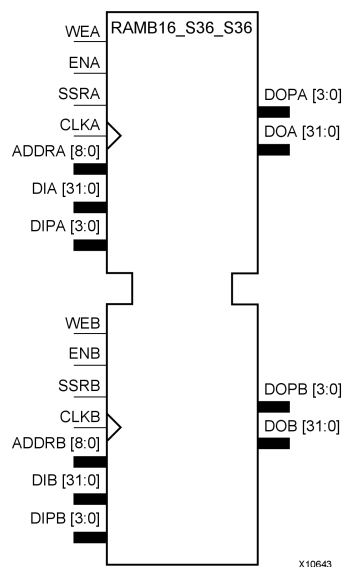 RAMB16_S36_S36
WEA
ENA
SSRA
CLKA
ADDRA [8:0]
DIA [31:0]
DIPA [3:0]
DOPA [3:0]
DOA [31:0]
WEB
ENB
SSRB
CLKB
ADDRB [8:0]
DIB [31:0]
DIPB [3:0]
DOPB [3:0]
DOB [31:0]
X10643